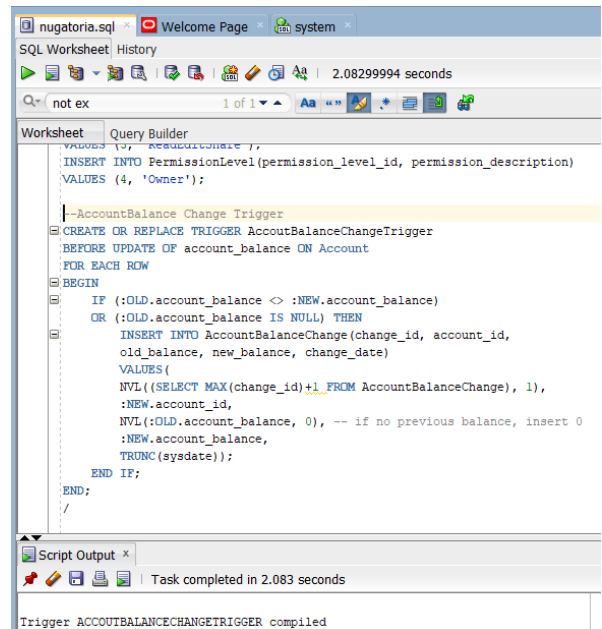 nugatoria.sql × Welcome Page × system ×
SQL Worksheet History
2.08299994 seconds
not ex 1 of 1 Aa “”  .*
Worksheet Query Builder
VALUES (3, 'ReadEditShare');
INSERT INTO PermissionLevel(permission_level_id, permission_description)
VALUES (4, 'Owner');
--AccountBalance Change Trigger
CREATE OR REPLACE TRIGGER AccoutBalanceChangeTrigger
BEFORE UPDATE OF account_balance ON Account
FOR EACH ROW
BEGIN
IF (:OLD.account_balance <> :NEW.account_balance)
OR (:OLD.account_balance IS NULL) THEN
INSERT INTO AccountBalanceChange(change_id, account_id,
old_balance, new_balance, change_date)
VALUES(
NVL((SELECT MAX(change_id)+1 FROM AccountBalanceChange), 1),
:NEW.account_id,
NVL(:OLD.account_balance, 0), -- if no previous balance, insert 0
:NEW.account_balance,
TRUNC(sysdate));
END IF;
END;
/
Script Output ×
Task completed in 2.083 seconds
Trigger ACCOUTBALANCECHANGETRIGGER compiled